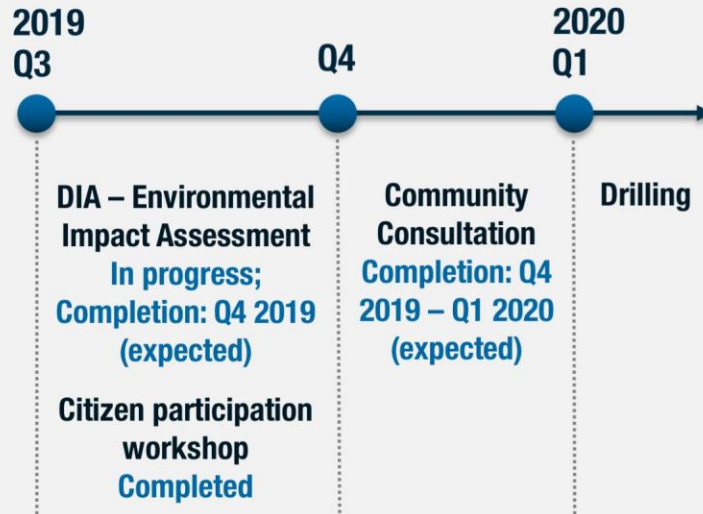 2019
Q3
Q4
2020
Q1
DIA – Environmental
Impact Assessment
In progress;
Completion: Q4 2019
(expected)
Citizen participation
workshop
Completed
Community
Consultation
Completion: Q4
2019 – Q1 2020
(expected)
Drilling